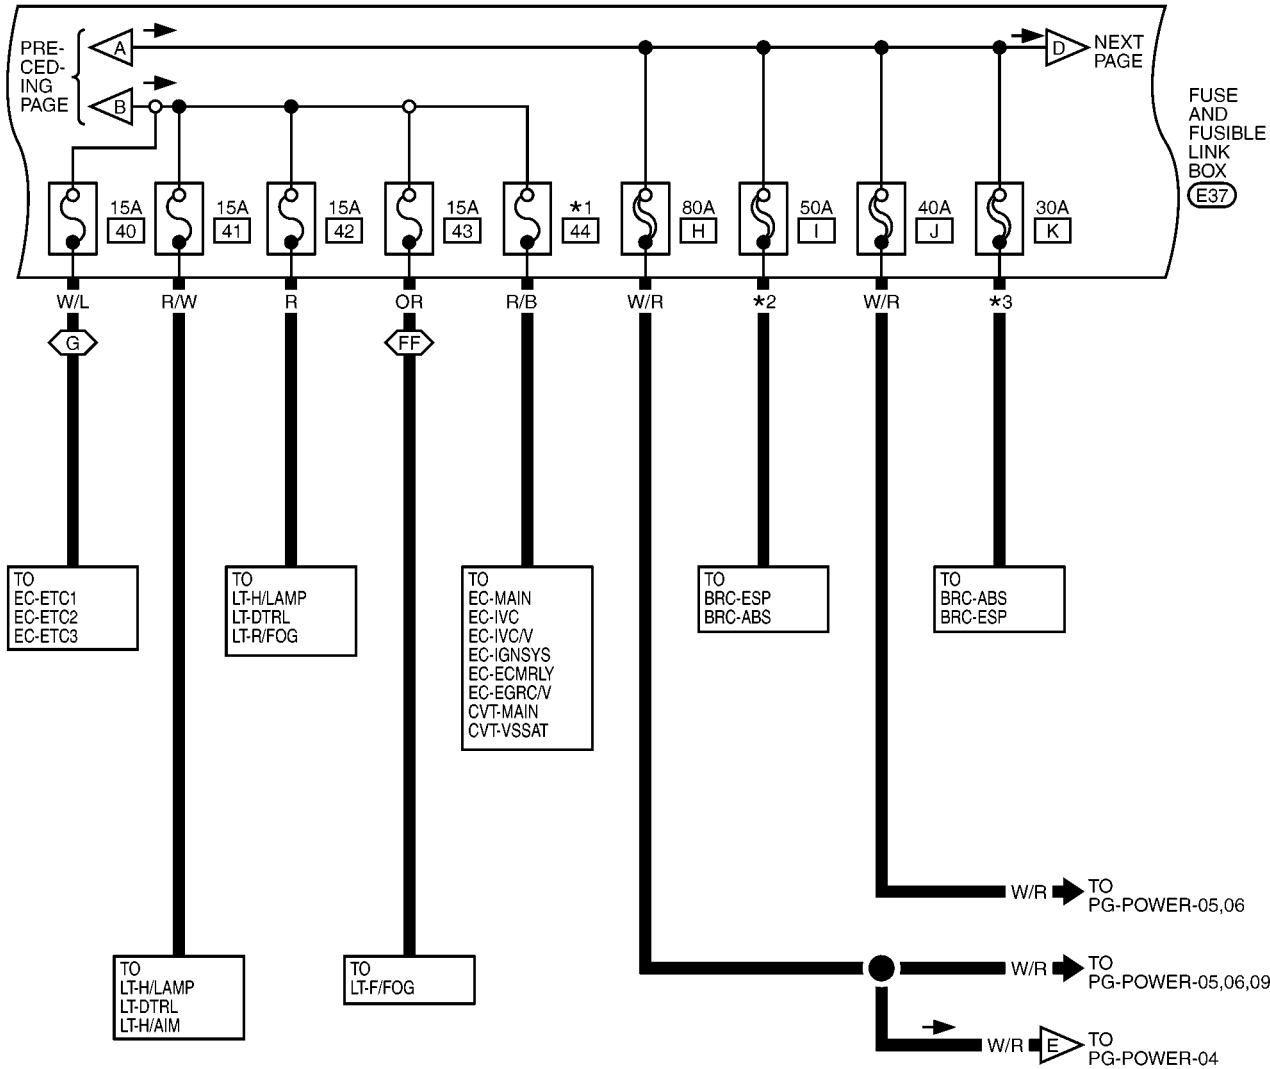 PRE-
CED-
ING
PAGE
A
B
D
NEXT
PAGE
FUSE
AND
FUSIBLE
LINK
BOX
E37
15A
40
15A
41
15A
42
15A
43
*1
44
80A
H
50A
I
40A
J
30A
K
W/L
R/W
R
OR
R/B
W/R
*2
W/R
*3
G
FF
TO
EC-ETC1
EC-ETC2
EC-ETC3
TO
LT-H/LAMP
LT-DTRL
LT-R/FOG
TO
EC-MAIN
EC-IVC
EC-IVC/V
EC-IGNSYS
EC-ECMRLY
EC-EGRC/V
CVT-MAIN
CVT-VSSAT
TO
BRC-ESP
BRC-ABS
TO
BRC-ABS
BRC-ESP
W/R
TO
PG-POWER-05,06
TO
LT-H/LAMP
LT-DTRL
LT-H/AIM
TO
LT-F/FOG
W/R
TO
PG-POWER-05,06,09
W/R
E
TO
PG-POWER-04